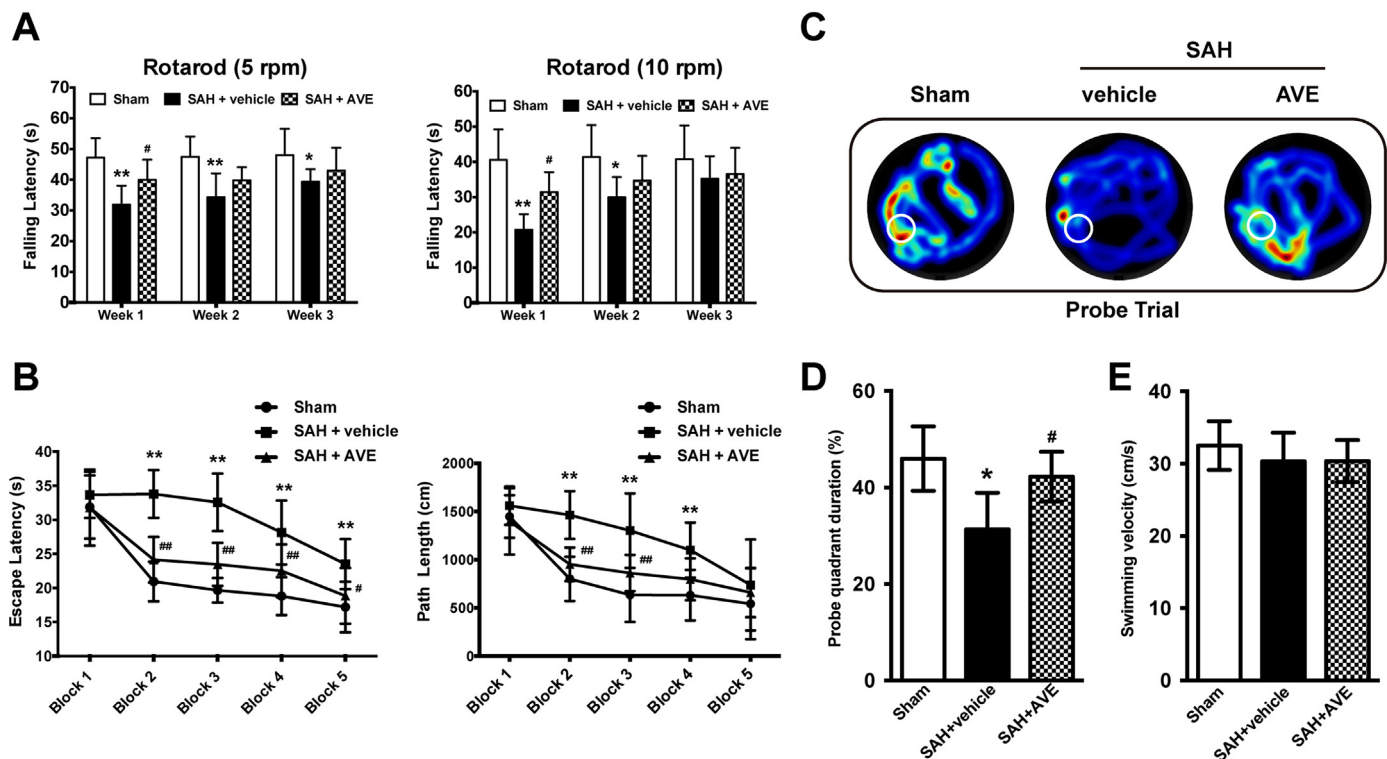 A
Rotarod (5 rpm)
Sham SAH + vehicle SAH + AVE
Falling Latency (s)
70
60
50
40
30
20
10
0
** # ** *
Week 1 Week 2 Week 3
Rotarod (10 rpm)
Sham SAH + vehicle SAH + AVE
Falling Latency (s)
60
50
40
30
20
10
0
** # *
Week 1 Week 2 Week 3
C
SAH
Sham vehicle AVE
Probe Trial
B
Sham
SAH + vehicle
SAH + AVE
Escape Latency (s)
40
35
30
25
20
15
10
** ** ** **
## ## ## #
Block 1 Block 2 Block 3 Block 4 Block 5
Sham
SAH + vehicle
SAH + AVE
Path Length (cm)
2000
1500
1000
500
0
** ** **
## ##
Block 1 Block 2 Block 3 Block 4 Block 5
D
Probe quadrant duration (%)
60
40
20
0
* #
Sham SAH+vehicle SAH+AVE
E
Swimming velocity (cm/s)
40
30
20
10
0
Sham SAH+vehicle SAH+AVE